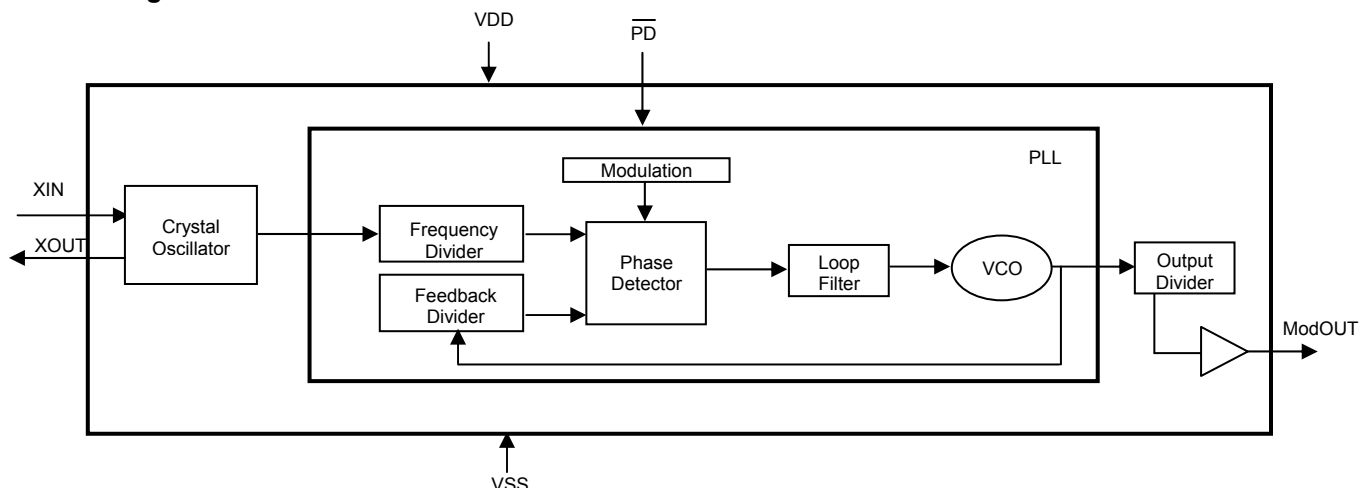 VDD
PD
PLL
Modulation
XIN
Crystal
Oscillator
XOUT
Frequency
Divider
Phase
Detector
Loop
Filter
VCO
Output
Divider
Feedback
Divider
ModOUT
VSS